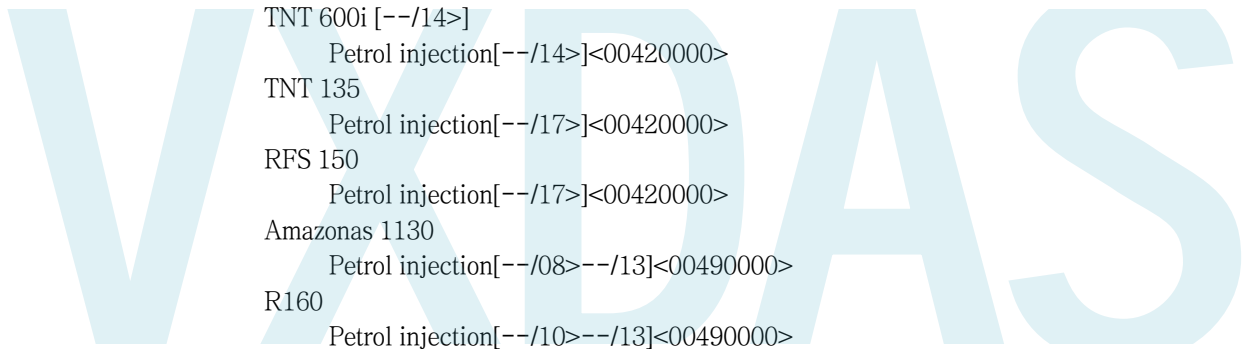 TNT 600i [--/14>]
Petrol injection[--/14>]<00420000>
TNT 135
Petrol injection[--/17>]<00420000>
RFS 150
Petrol injection[--/17>]<00420000>
Amazonas 1130
Petrol injection[--/08>--/13]<00490000>
R160
Petrol injection[--/10>--/13]<00490000>
VXDAS